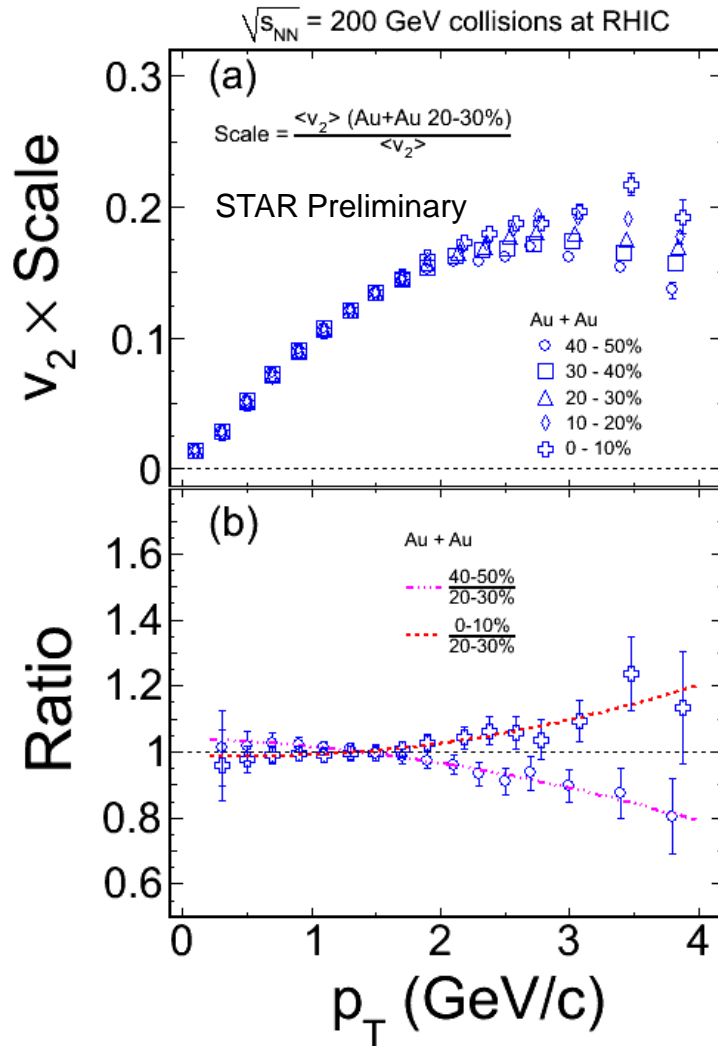 √s_NN = 200 GeV collisions at RHIC
(a)
Scale = <v₂> (Au+Au 20-30%) / <v₂>
STAR Preliminary
v₂ × Scale
0.3
0.2
0.1
0
Au + Au
40 - 50%
30 - 40%
20 - 30%
10 - 20%
0 - 10%
(b)
Au + Au
40-50%
20-30%
0-10%
20-30%
Ratio
1.6
1.4
1.2
1
0.8
0.6
0 1 2 3 4
p_T (GeV/c)